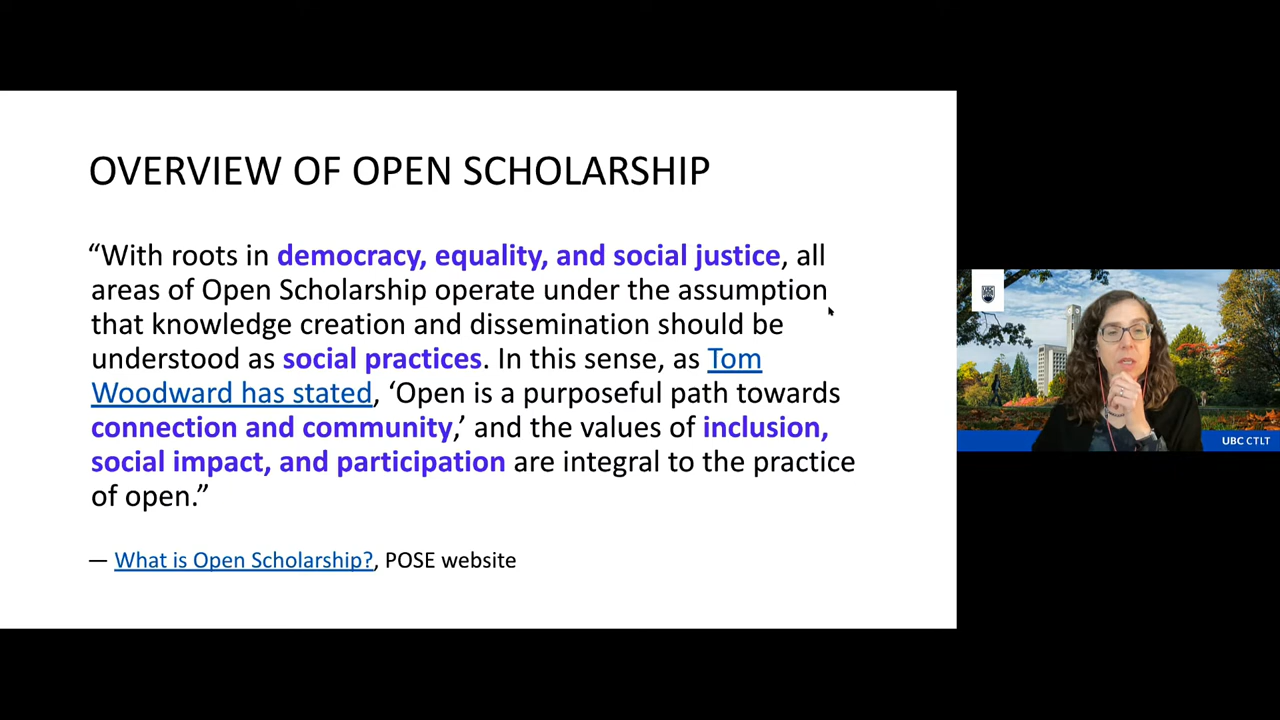 OVERVIEW OF OPEN SCHOLARSHIP
“With roots in democracy, equality, and social justice, all
areas of Open Scholarship operate under the assumption
that knowledge creation and dissemination should be
understood as social practices. In this sense, as Tom
Woodward has stated, ‘Open is a purposeful path towards
connection and community,’ and the values of inclusion,
social impact, and participation are integral to the practice
of open.”
— What is Open Scholarship?, POSE website
UBC
UBC CTLT